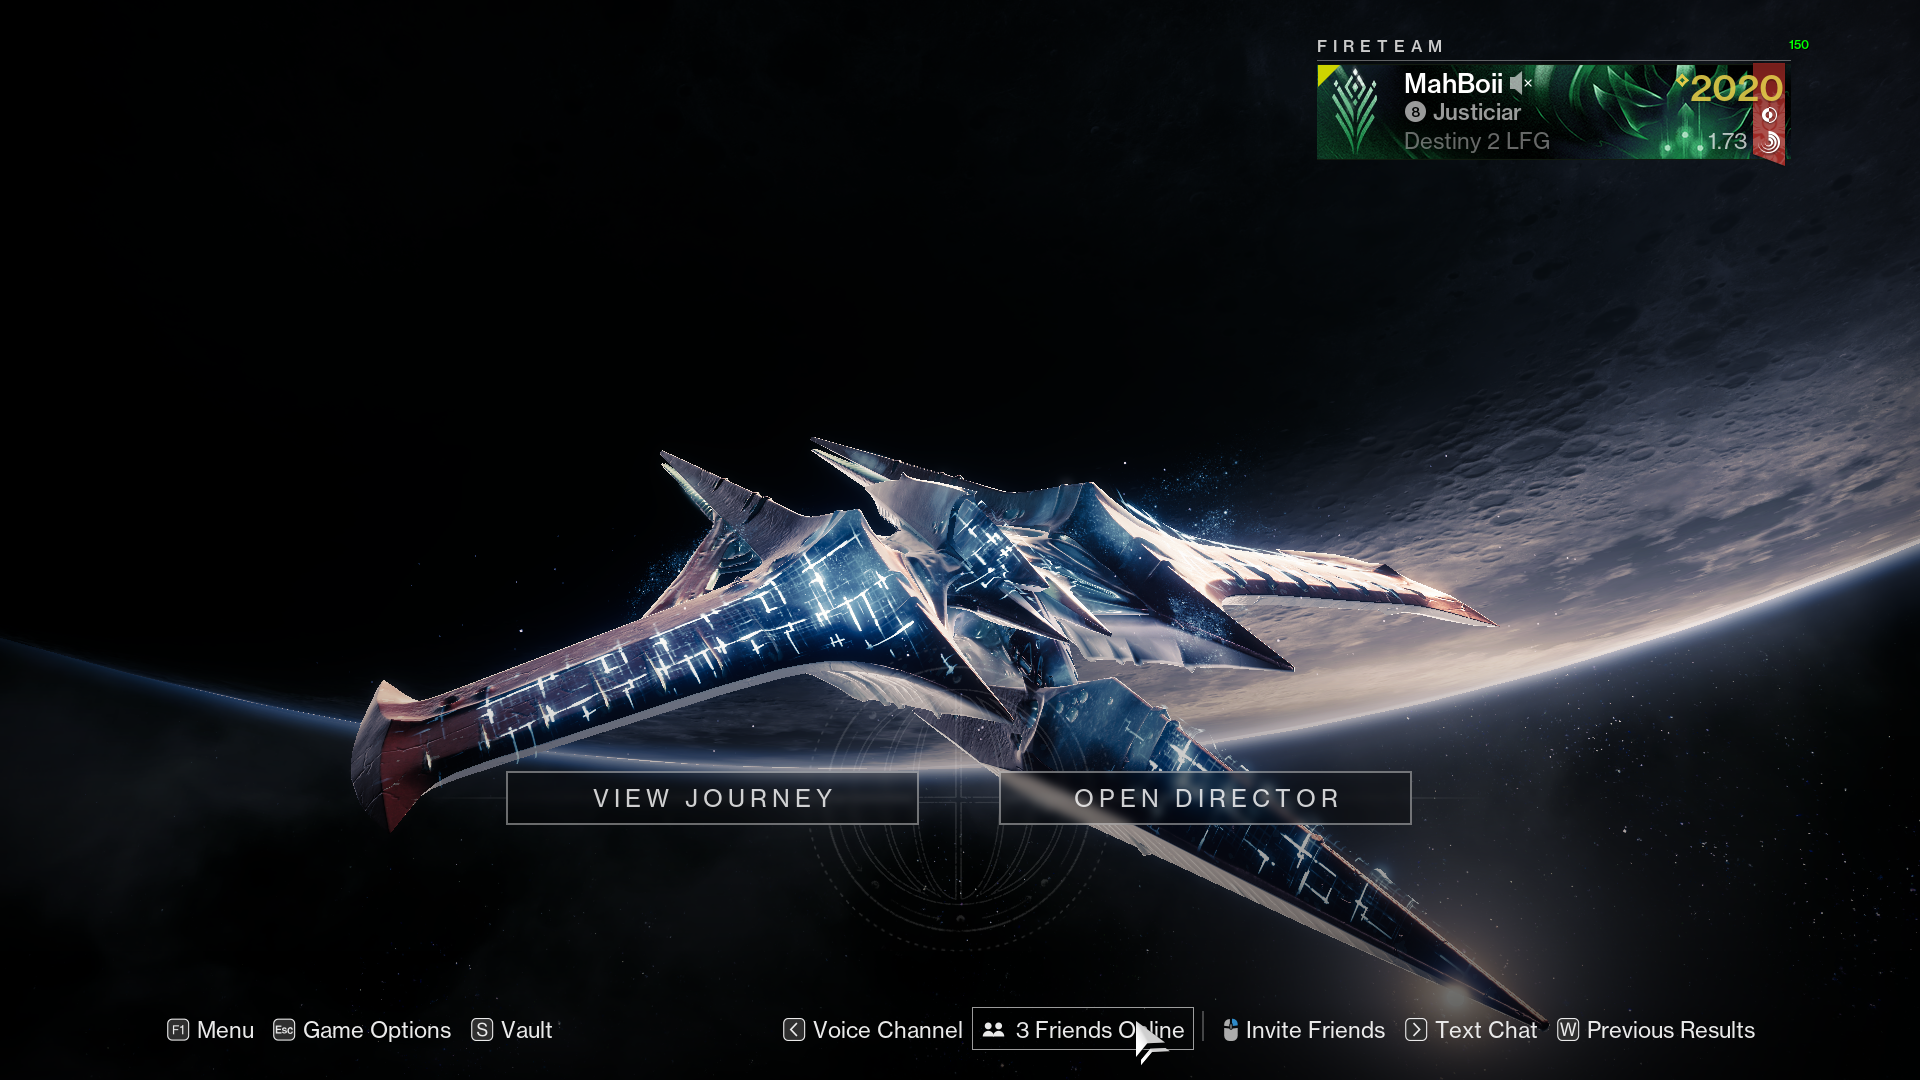 FIRETEAM
150
MahBoii
2020
8 Justiciar
Destiny 2 LFG
1.73
VIEW JOURNEY
OPEN DIRECTOR
F1 Menu
Esc Game Options
S Vault
< Voice Channel
3 Friends Online
Invite Friends
> Text Chat
W Previous Results